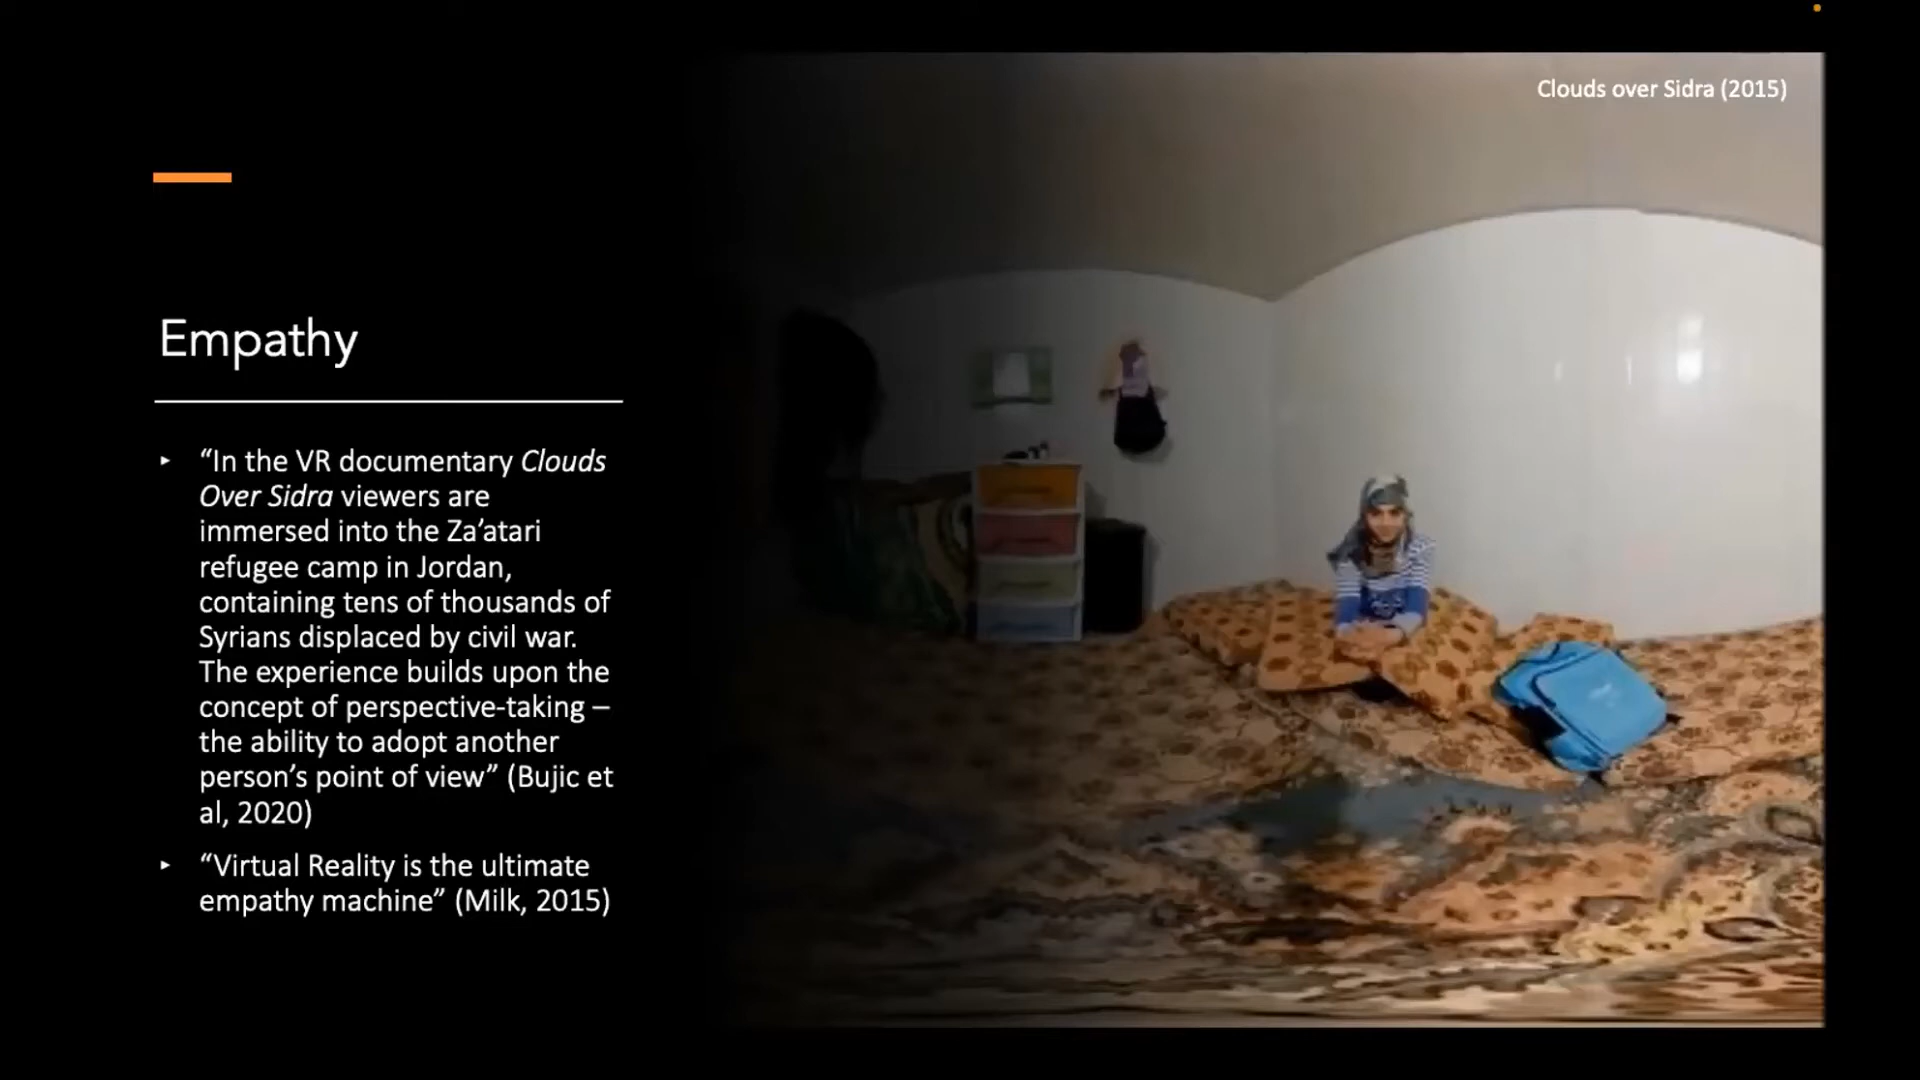 Clouds over Sidra (2015)
Empathy
▸ “In the VR documentary Clouds
Over Sidra viewers are
immersed into the Za’atari
refugee camp in Jordan,
containing tens of thousands of
Syrians displaced by civil war.
The experience builds upon the
concept of perspective-taking –
the ability to adopt another
person’s point of view” (Bujic et
al, 2020)
▸ “Virtual Reality is the ultimate
empathy machine” (Milk, 2015)